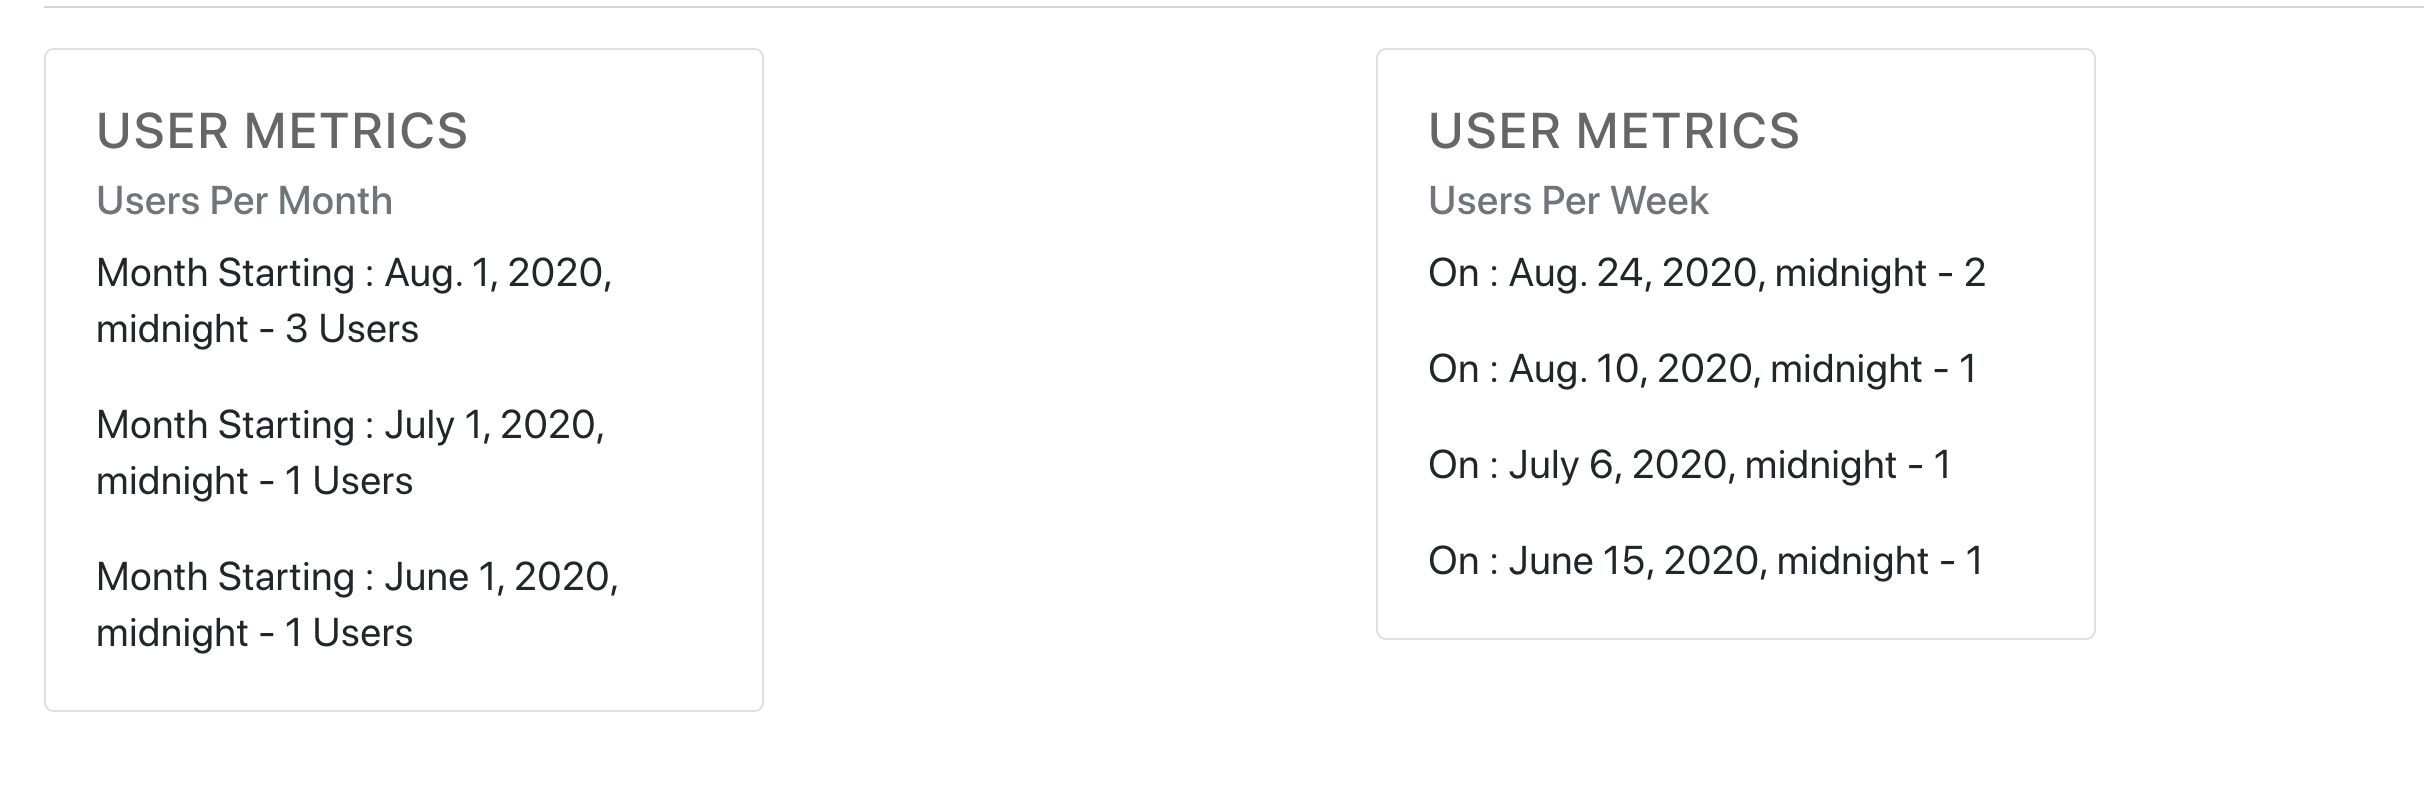 USER METRICS
Users Per Month
Month Starting : Aug. 1, 2020,
midnight - 3 Users
Month Starting : July 1, 2020,
midnight - 1 Users
Month Starting : June 1, 2020,
midnight - 1 Users
USER METRICS
Users Per Week
On : Aug. 24, 2020, midnight - 2
On : Aug. 10, 2020, midnight - 1
On : July 6, 2020, midnight - 1
On : June 15, 2020, midnight - 1